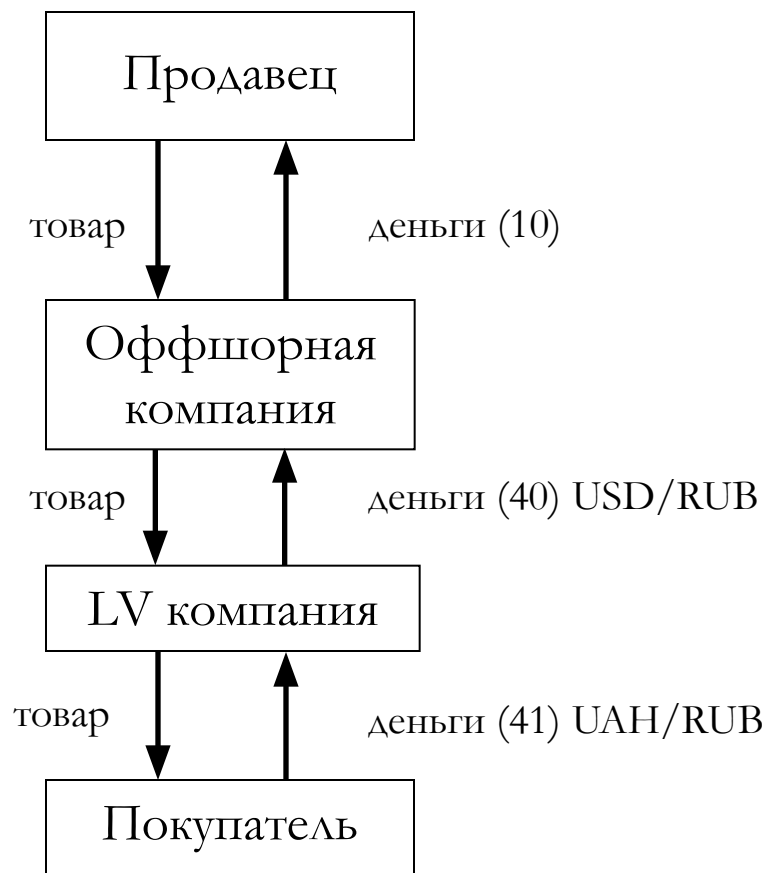 Продавец
товар
деньги (10)
Оффшорная
компания
товар
деньги (40) USD/RUB
LV компания
товар
деньги (41) UAH/RUB
Покупатель